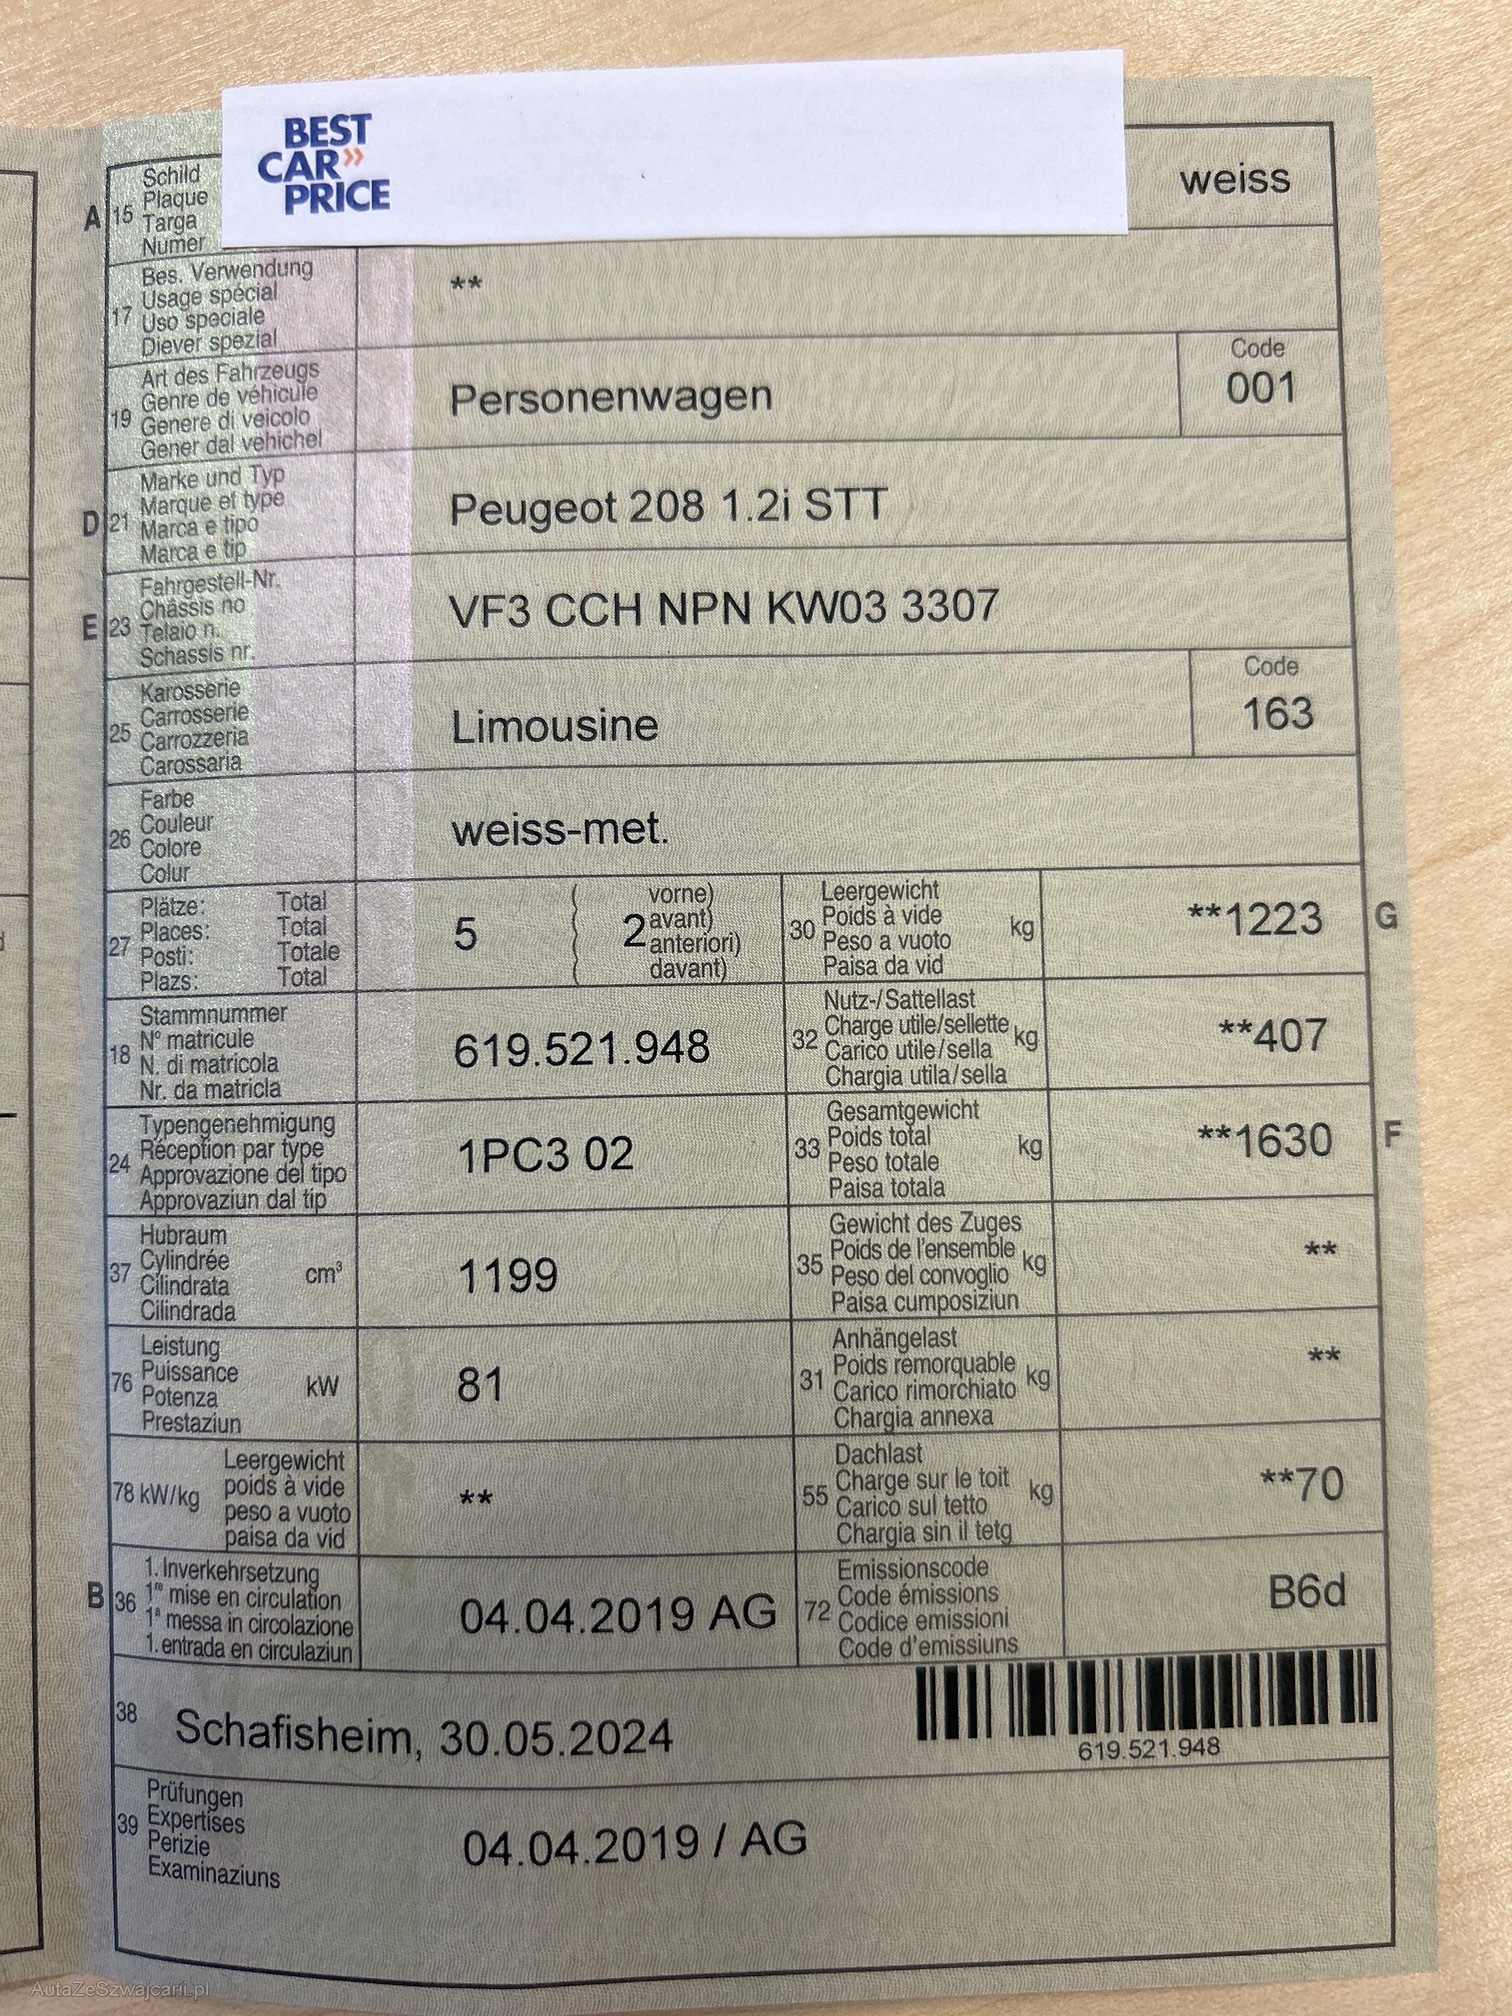 BEST
CAR»
PRICE
A 15 Schild
Plaque
Targa
Numer
weiss
17 Bes. Verwendung
Usage spécial
Uso speciale
Diever spezial
**
19 Art des Fahrzeugs
Genre de véhicule
Genere di veicolo
Gener dal vehichel
Personenwagen
Code
001
D 21 Marke und Typ
Marque et type
Marca e tipo
Marca e tip
Peugeot 208 1.2i STT
E 23 Fahrgestell-Nr.
Châssis no
Telaio n.
Schassis nr.
VF3 CCH NPN KW03 3307
25 Karosserie
Carrosserie
Carrozzeria
Carossaria
Limousine
Code
163
26 Farbe
Couleur
Colore
Colur
weiss-met.
27 Plätze: Total
Places: Total
Posti: Totale
Plazs: Total
5 ( 2 vorne)
avant)
anteriori)
davant)
30 Leergewicht
Poids à vide
Peso a vuoto
Paisa da vid
kg
**1223 G
18 Stammnummer
N° matricule
N. di matricola
Nr. da matricla
619.521.948
32 Nutz-/Sattellast
Charge utile/sellette
Carico utile/sella
Chargia utila/sella
kg
**407
24 Typengenehmigung
Réception par type
Approvazione del tipo
Approvaziun dal tip
1PC3 02
33 Gesamtgewicht
Poids total
Peso totale
Paisa totala
kg
**1630 F
37 Hubraum
Cylindrée
Cilindrata
Cilindrada
cm³
1199
35 Gewicht des Zuges
Poids de l'ensemble
Peso del convoglio
Paisa cumposiziun
kg
**
76 Leistung
Puissance
Potenza
Prestaziun
kW
81
31 Anhängelast
Poids remorquable
Carico rimorchiato
Chargia annexa
kg
**
78 kW/kg Leergewicht
poids à vide
peso a vuoto
paisa da vid
**
55 Dachlast
Charge sur le toit
Carico sul tetto
Chargia sin il tetg
kg
**70
B 36 1. Inverkehrsetzung
1re mise en circulation
1a messa in circolazione
1. entrada en circulaziun
04.04.2019 AG
72 Emissionscode
Code émissions
Codice emissioni
Code d'emissiuns
B6d
38 Schafisheim, 30.05.2024
619.521.948
39 Prüfungen
Expertises
Perizie
Examinaziuns
04.04.2019 / AG
AutaZeSzwajcarii.pl